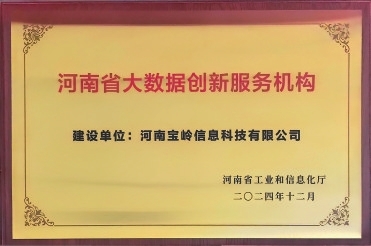 河南省大数据创新服务机构
建设单位：河南宝岭信息科技有限公司
河南省工业和信息化厅
二〇二四年十二月